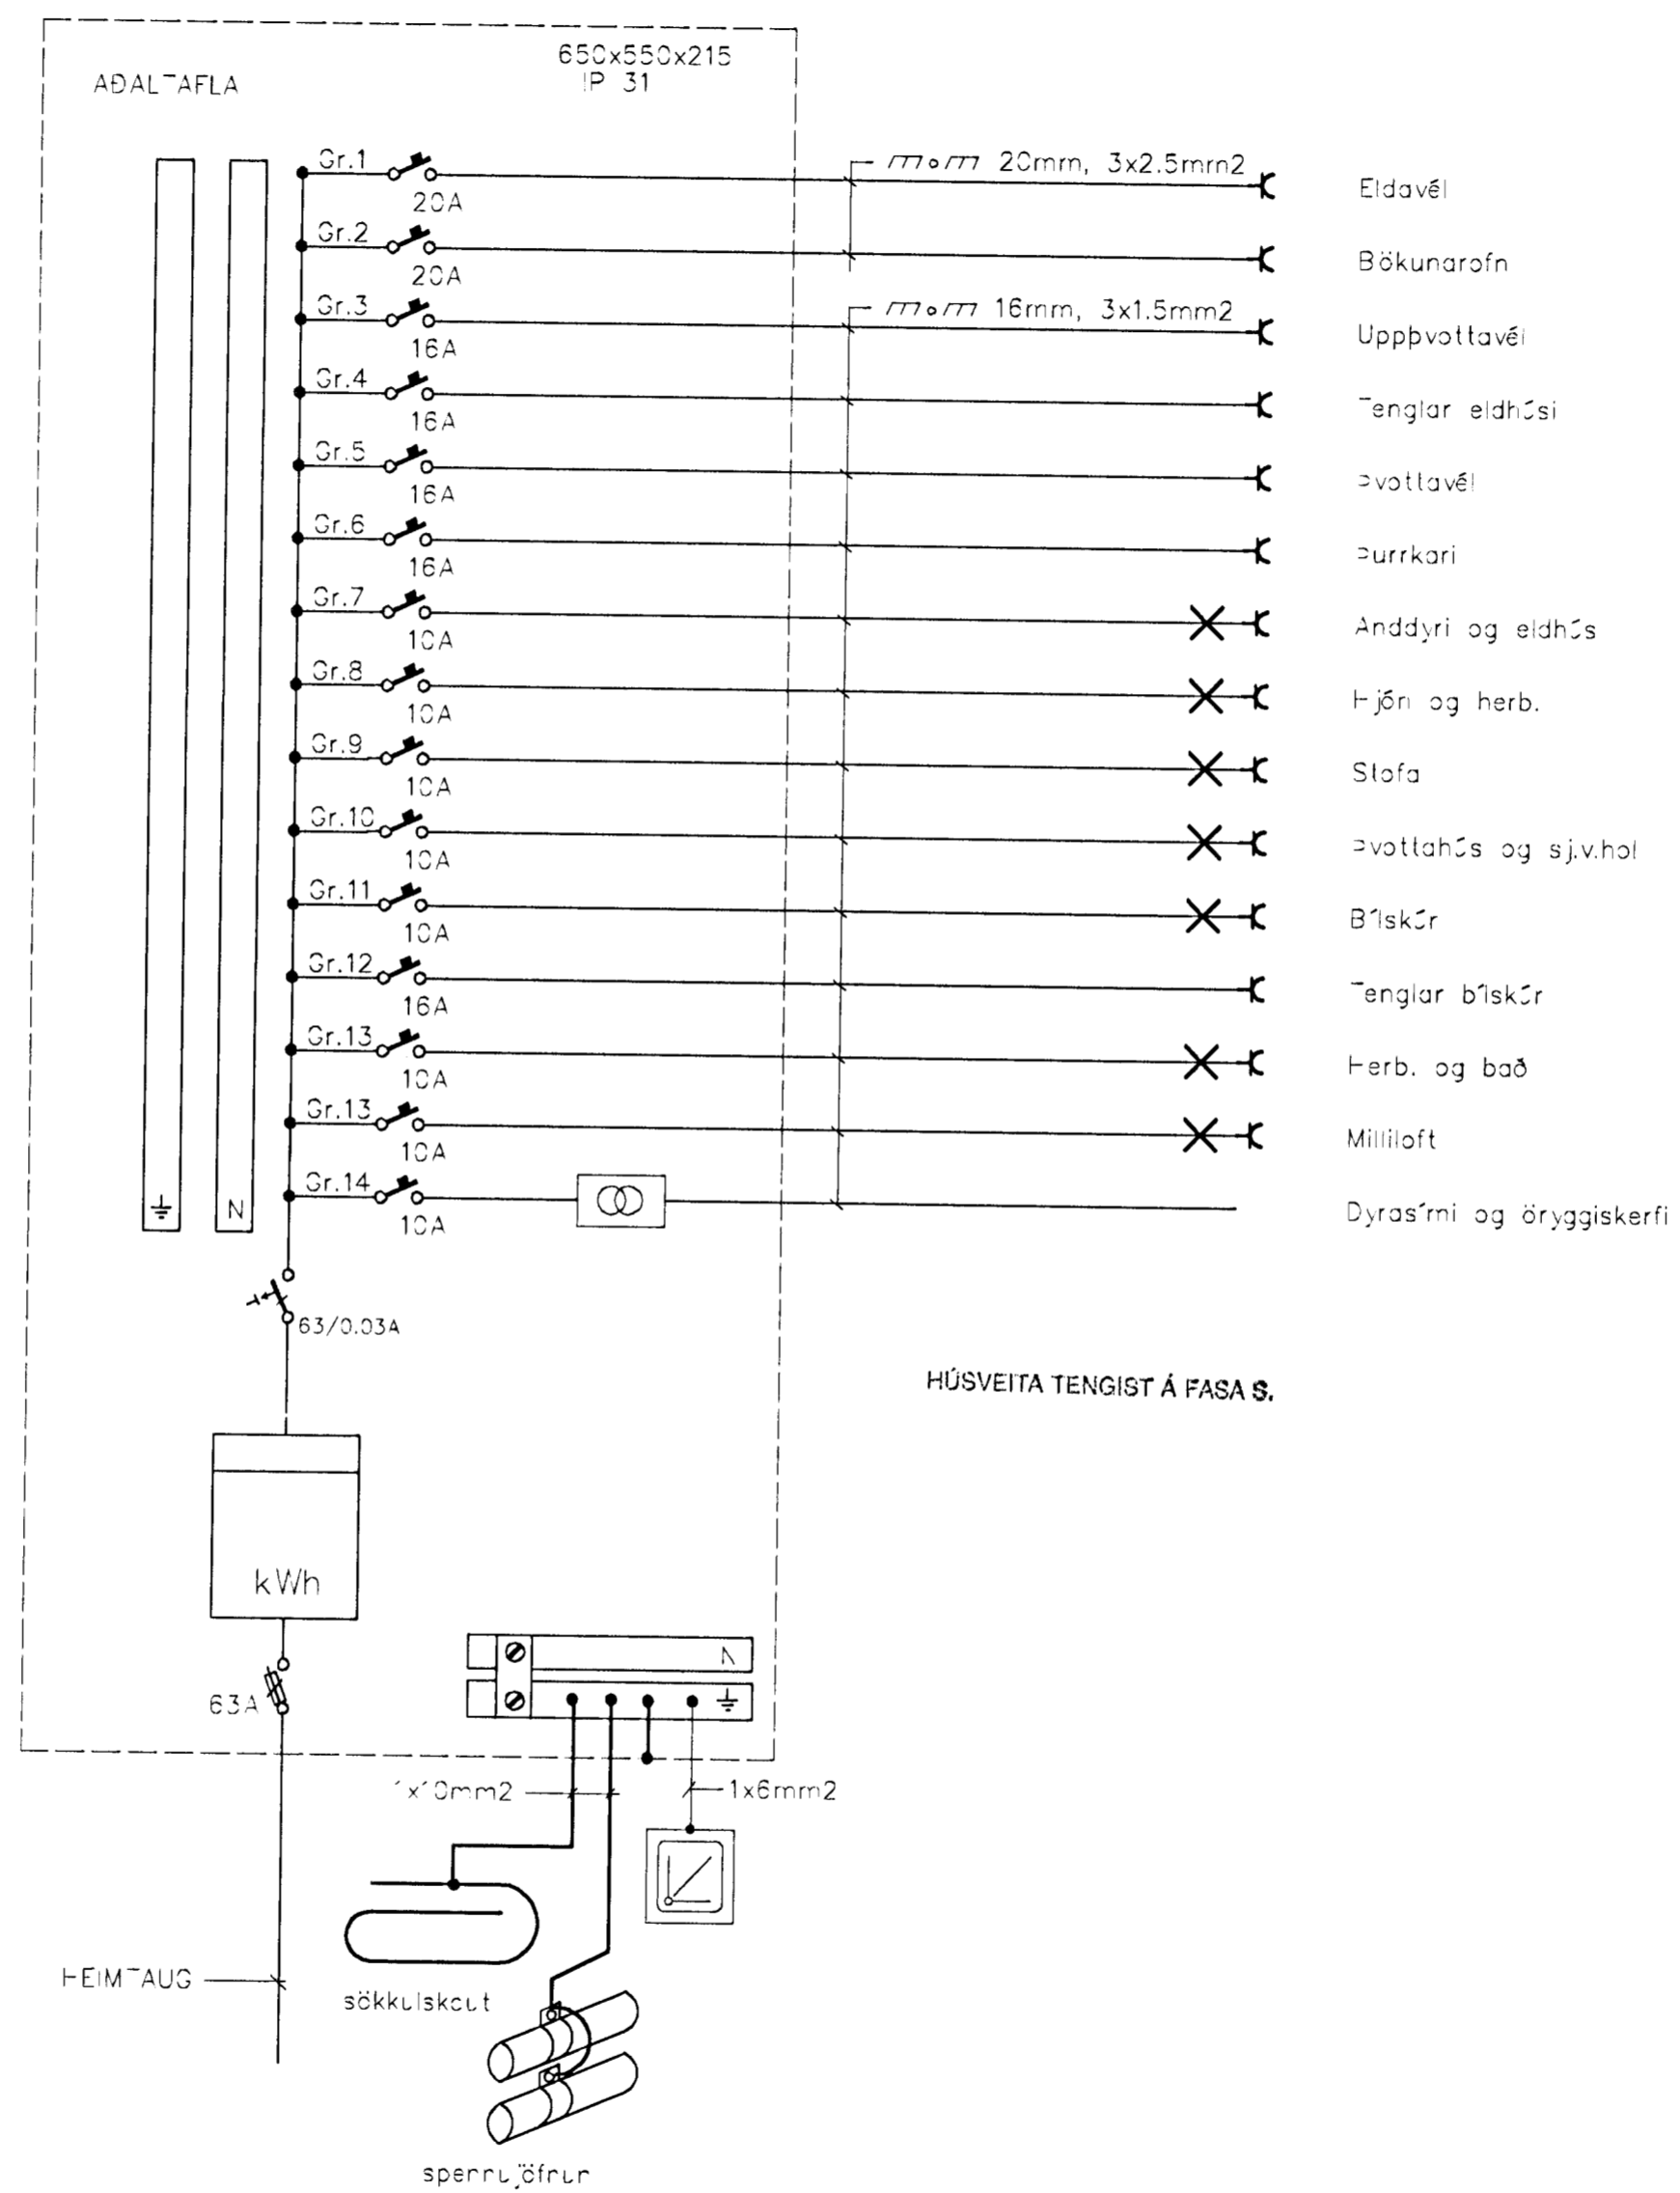 650x550x215
AÐALTAFLA
IP 31
Gr.1 20mm, 3x2.5mm2
20A Eldavél
Gr.2
20A Bökunarofn
Gr.3 16mm, 3x1.5mm2
16A Uppþvottavél
Gr.4
16A Tenglar eldhúsi
Gr.5
16A Þvottavél
Gr.6
16A Þurrkari
Gr.7
10A Anddyri og eldhús
Gr.8
10A Hjón og herb.
Gr.9
10A Stofa
Gr.10
10A Þvottahús og sj.v.hol
Gr.11
10A Bílskúr
Gr.12
16A Tenglar bílskúr
Gr.13
10A Herb. og bað
Gr.13
10A Milliloft
Gr.14
N 10A Dyrasími og öryggiskerfi
63/0.03A
HÚSVEITA TENGIST Á FASA S.
kWh
N
63A
1x10mm2 1x6mm2
HEIMTAUG
sökkulskaut
spennujöfnun